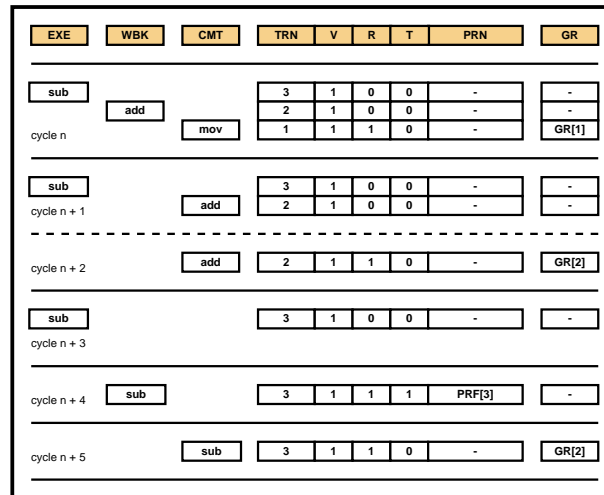 EXE WBK CMT TRN V R T PRN GR
sub 3 1 0 0 - -
add 2 1 0 0 - -
cycle n mov 1 1 1 0 - GR[1]
sub 3 1 0 0 - -
cycle n + 1 add 2 1 0 0 - -
cycle n + 2 add 2 1 1 0 - GR[2]
sub 3 1 0 0 - -
cycle n + 3
cycle n + 4 sub 3 1 1 1 PRF[3] -
cycle n + 5 sub 3 1 1 0 - GR[2]